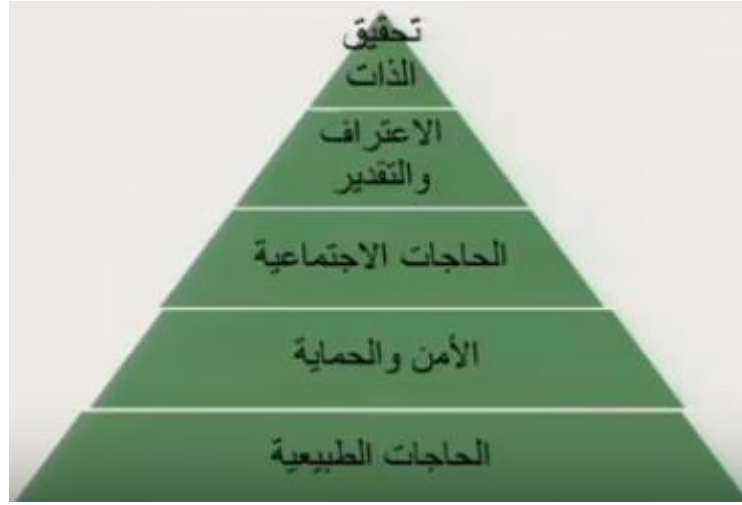 تحقيق
الذات
الاعتراف
والتقدير
الحاجات الاجتماعية
الأمن والحماية
الحاجات الطبيعية